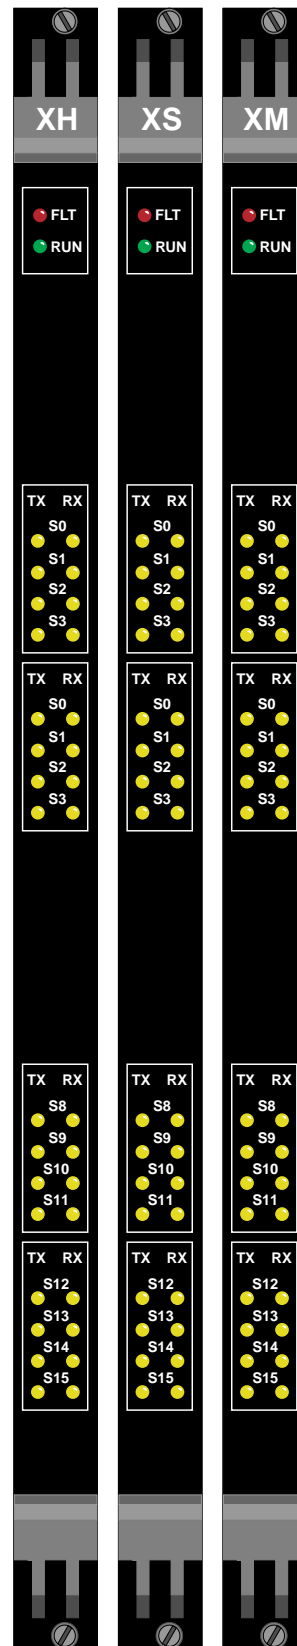 XH
FLT
RUN
TX RX
S0
S1
S2
S3
TX RX
S0
S1
S2
S3
TX RX
S8
S9
S10
S11
TX RX
S12
S13
S14
S15
XS
FLT
RUN
TX RX
S0
S1
S2
S3
TX RX
S0
S1
S2
S3
TX RX
S8
S9
S10
S11
TX RX
S12
S13
S14
S15
XM
FLT
RUN
TX RX
S0
S1
S2
S3
TX RX
S0
S1
S2
S3
TX RX
S8
S9
S10
S11
TX RX
S12
S13
S14
S15